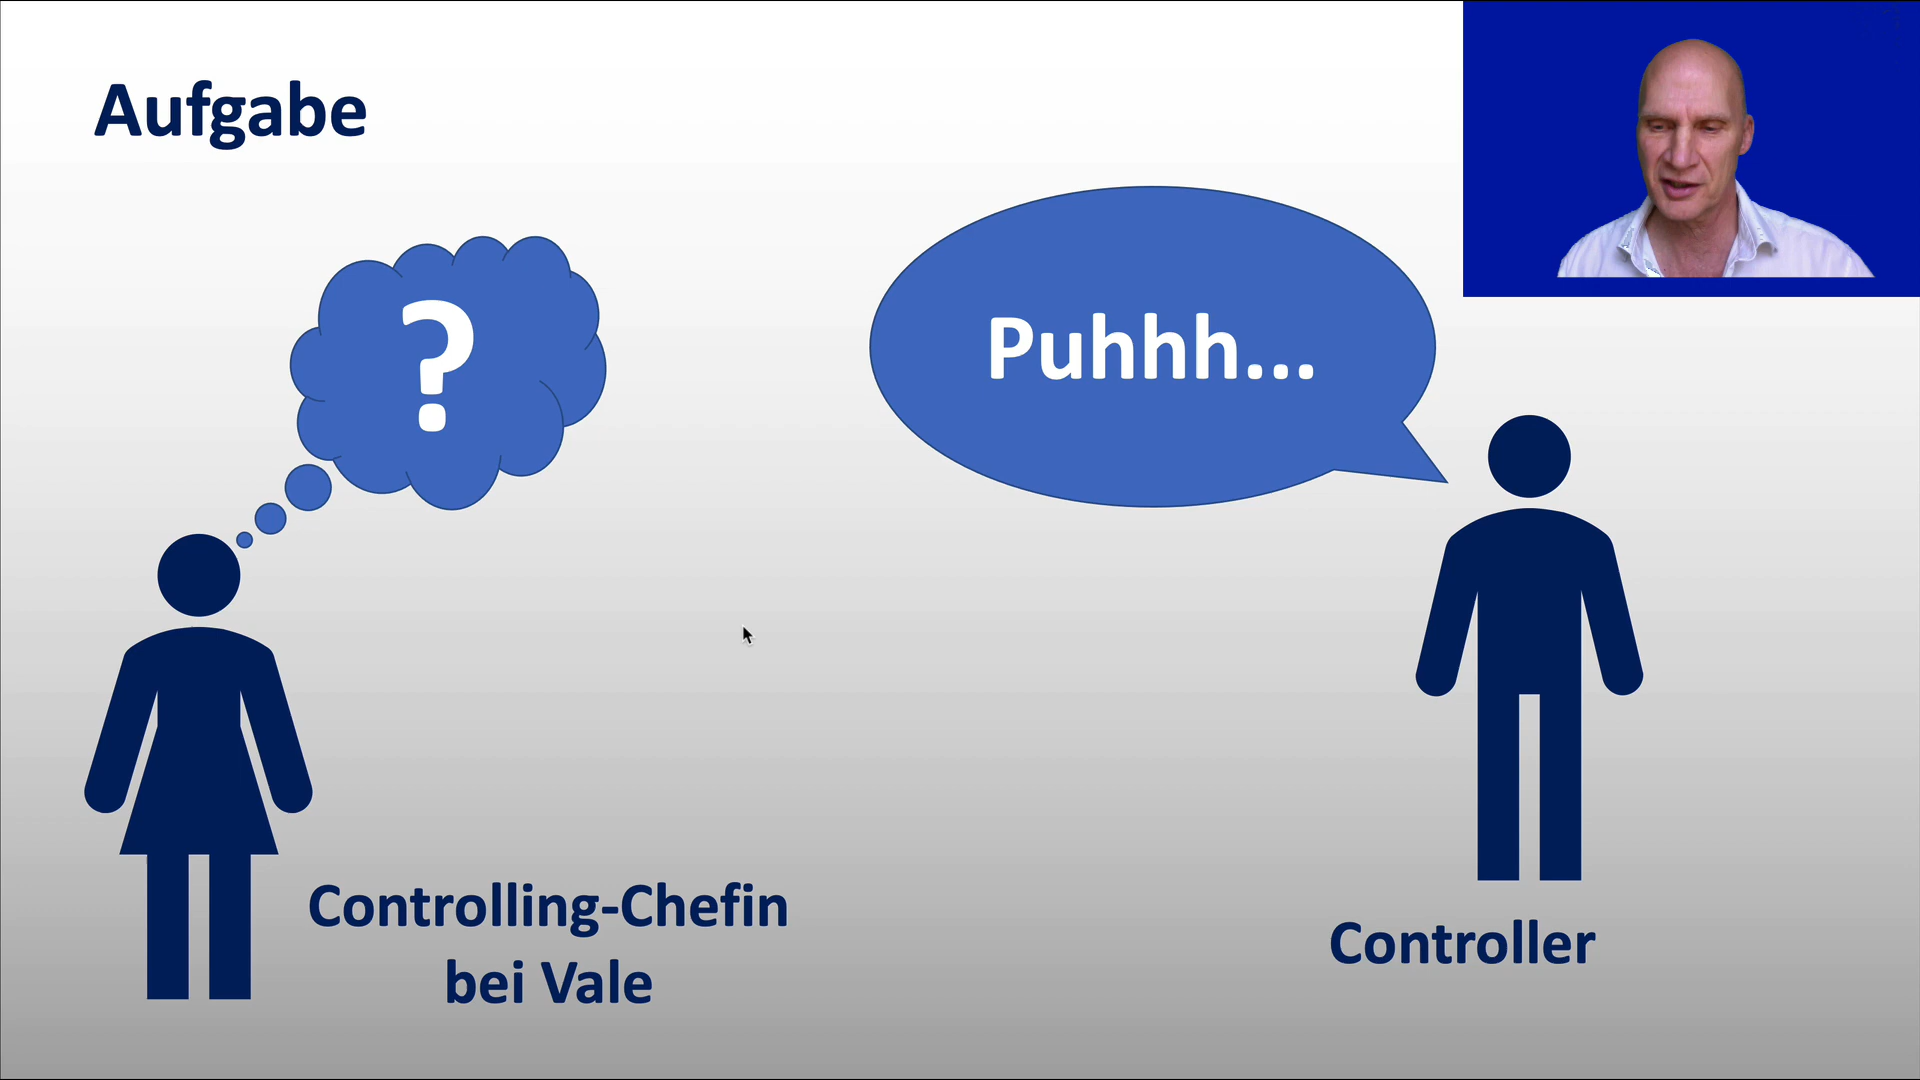 Aufgabe
?
Puhhh...
Controlling-Chefin
bei Vale
Controller